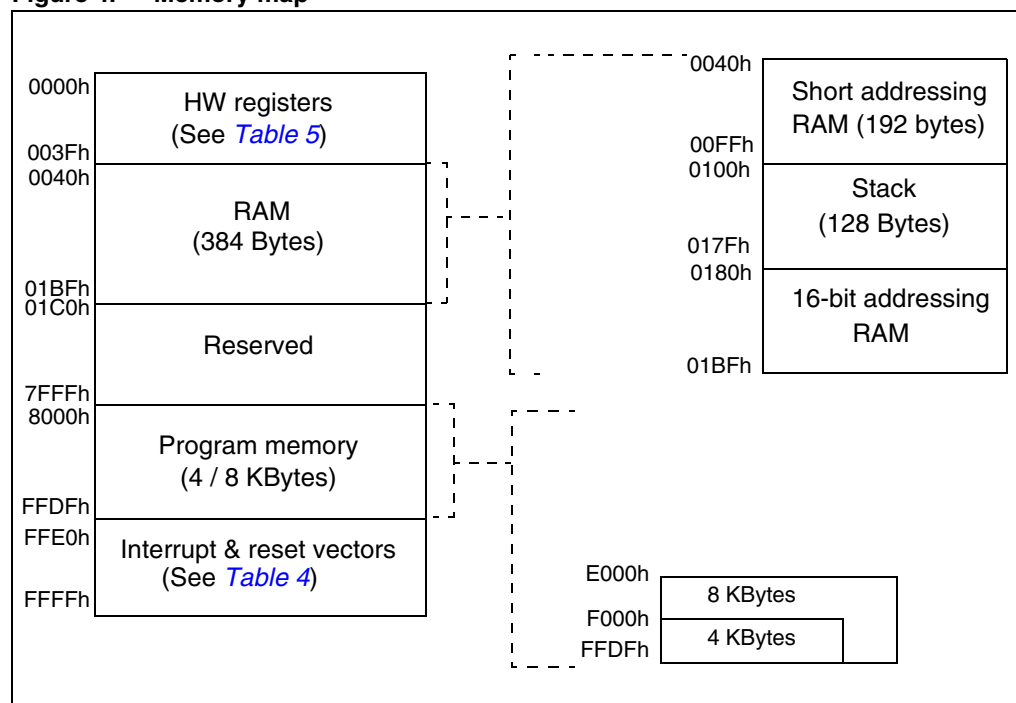 Figure 4. Memory map
0000h
HW registers
(See Table 5)
003Fh
0040h
RAM
(384 Bytes)
01BFh
01C0h
Reserved
7FFFh
8000h
Program memory
(4 / 8 KBytes)
FFDFh
FFE0h
Interrupt & reset vectors
(See Table 4)
FFFFh
0040h
Short addressing
RAM (192 bytes)
00FFh
0100h
Stack
(128 Bytes)
017Fh
0180h
16-bit addressing
RAM
01BFh
E000h
8 KBytes
F000h
4 KBytes
FFDFh